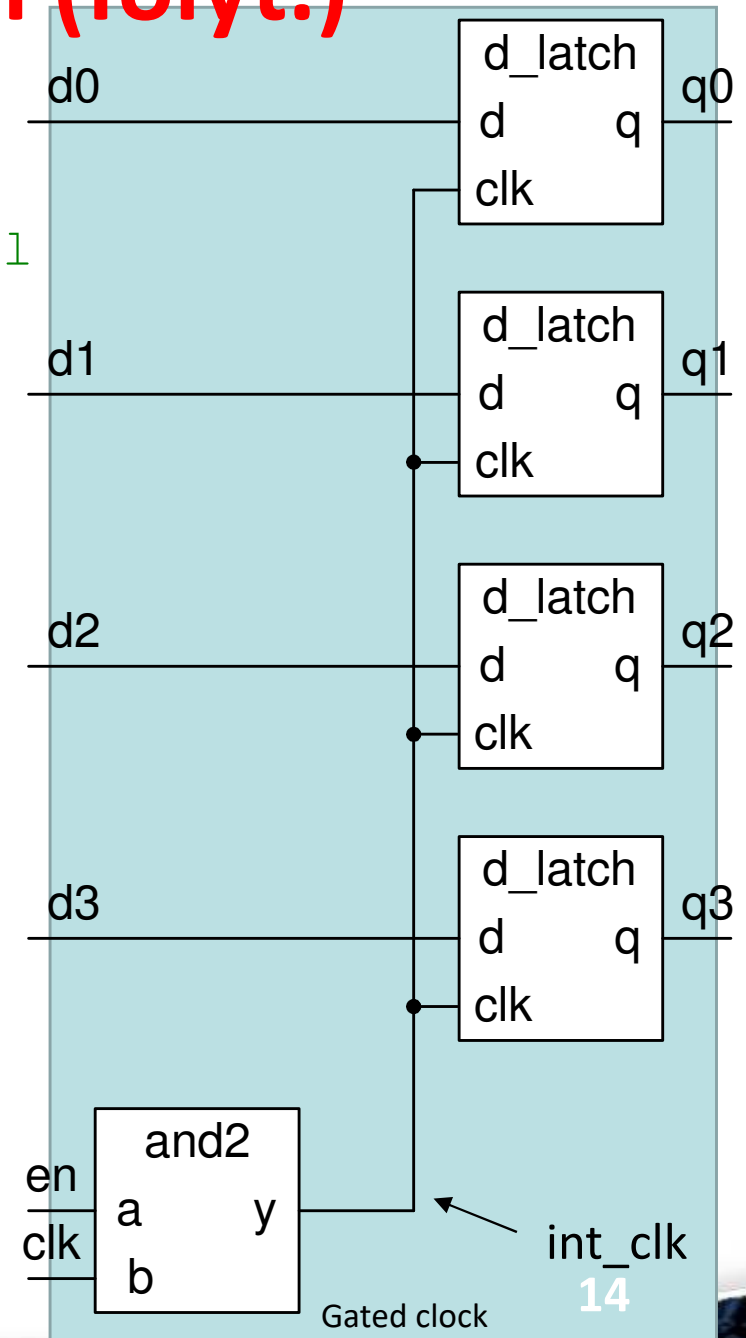 (folyt.)
l
d0
d_latch
d q
clk
q0
d1
d_latch
d q
clk
q1
d2
d_latch
d q
clk
q2
d3
d_latch
d q
clk
q3
en
clk
and2
a y
b
int_clk
Gated clock
14